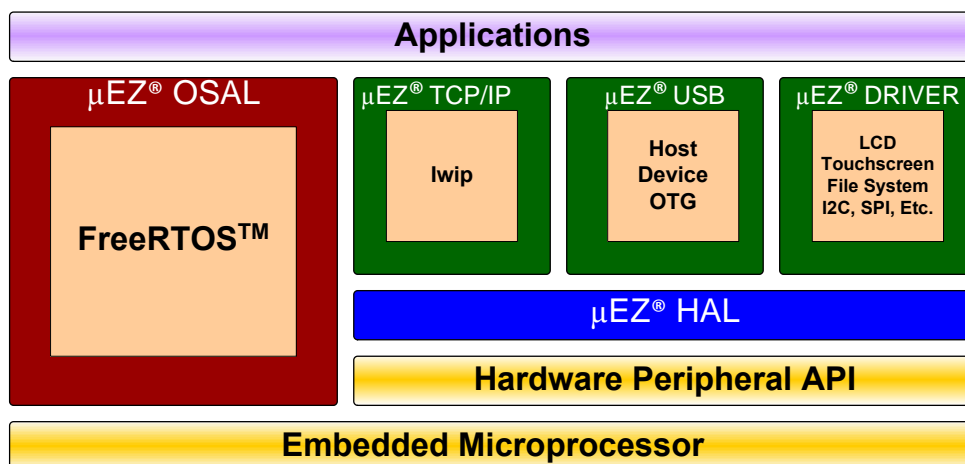 Applications
µEZ® OSAL
FreeRTOS™
µEZ® TCP/IP
lwip
µEZ® USB
Host
Device
OTG
µEZ® DRIVER
LCD
Touchscreen
File System
I2C, SPI, Etc.
µEZ® HAL
Hardware Peripheral API
Embedded Microprocessor